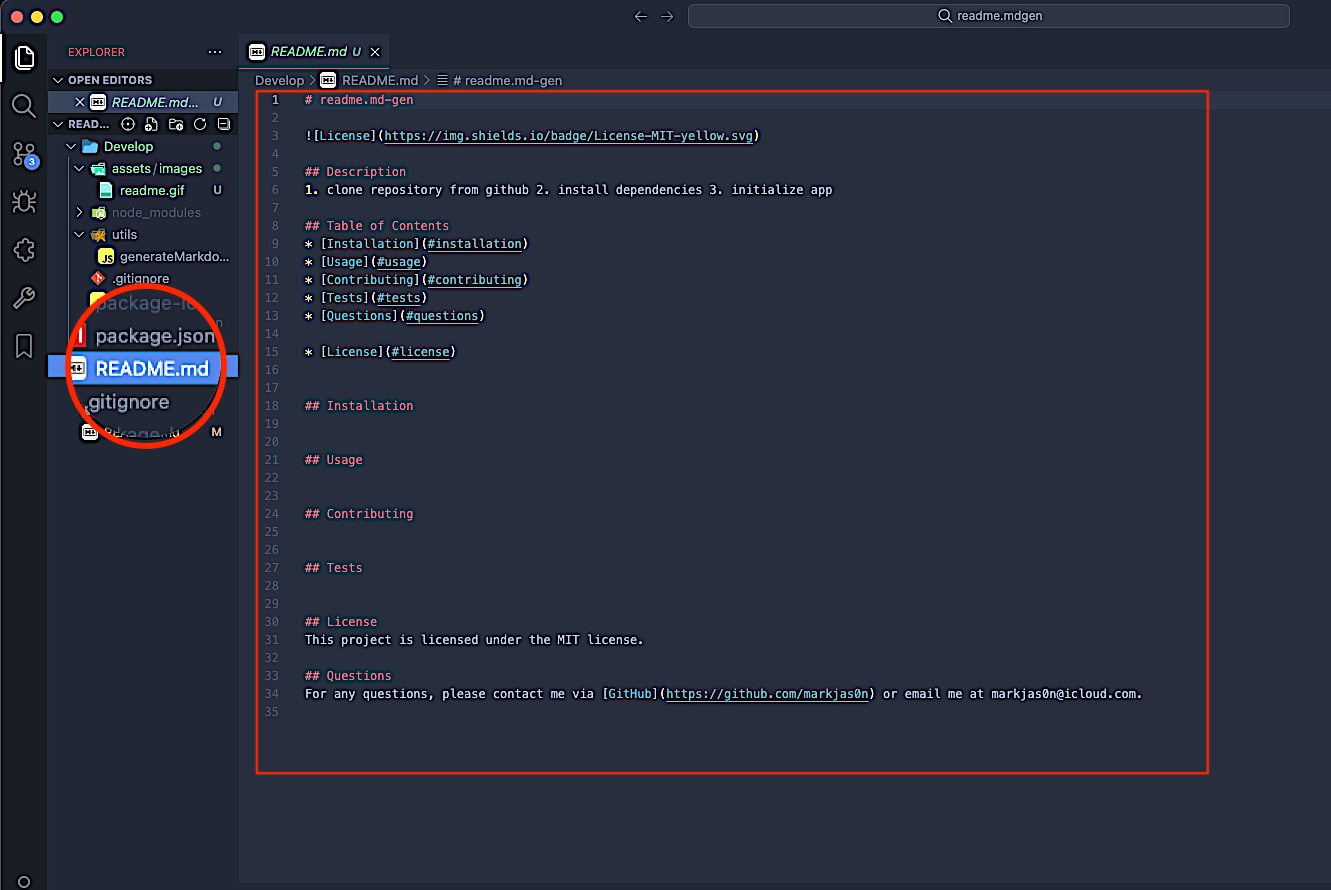 readme.mdgen
EXPLORER
README.md U
OPEN EDITORS
README.md... U
READ...
Develop
assets/images
readme.gif U
node_modules
utils
JS generateMarkdo...
.gitignore
package-lo
package.json
README.md
.gitignore
M
3
Develop > README.md > # readme.md-gen
1 # readme.md-gen
2
3 ![License](https://img.shields.io/badge/License-MIT-yellow.svg)
4
5 ## Description
6 1. clone repository from github 2. install dependencies 3. initialize app
7
8 ## Table of Contents
9 * [Installation](#installation)
10 * [Usage](#usage)
11 * [Contributing](#contributing)
12 * [Tests](#tests)
13 * [Questions](#questions)
14
15 * [License](#license)
16
17
18 ## Installation
19
20
21 ## Usage
22
23
24 ## Contributing
25
26
27 ## Tests
28
29
30 ## License
31 This project is licensed under the MIT license.
32
33 ## Questions
34 For any questions, please contact me via [GitHub](https://github.com/markjas0n) or email me at markjas0n@icloud.com.
35